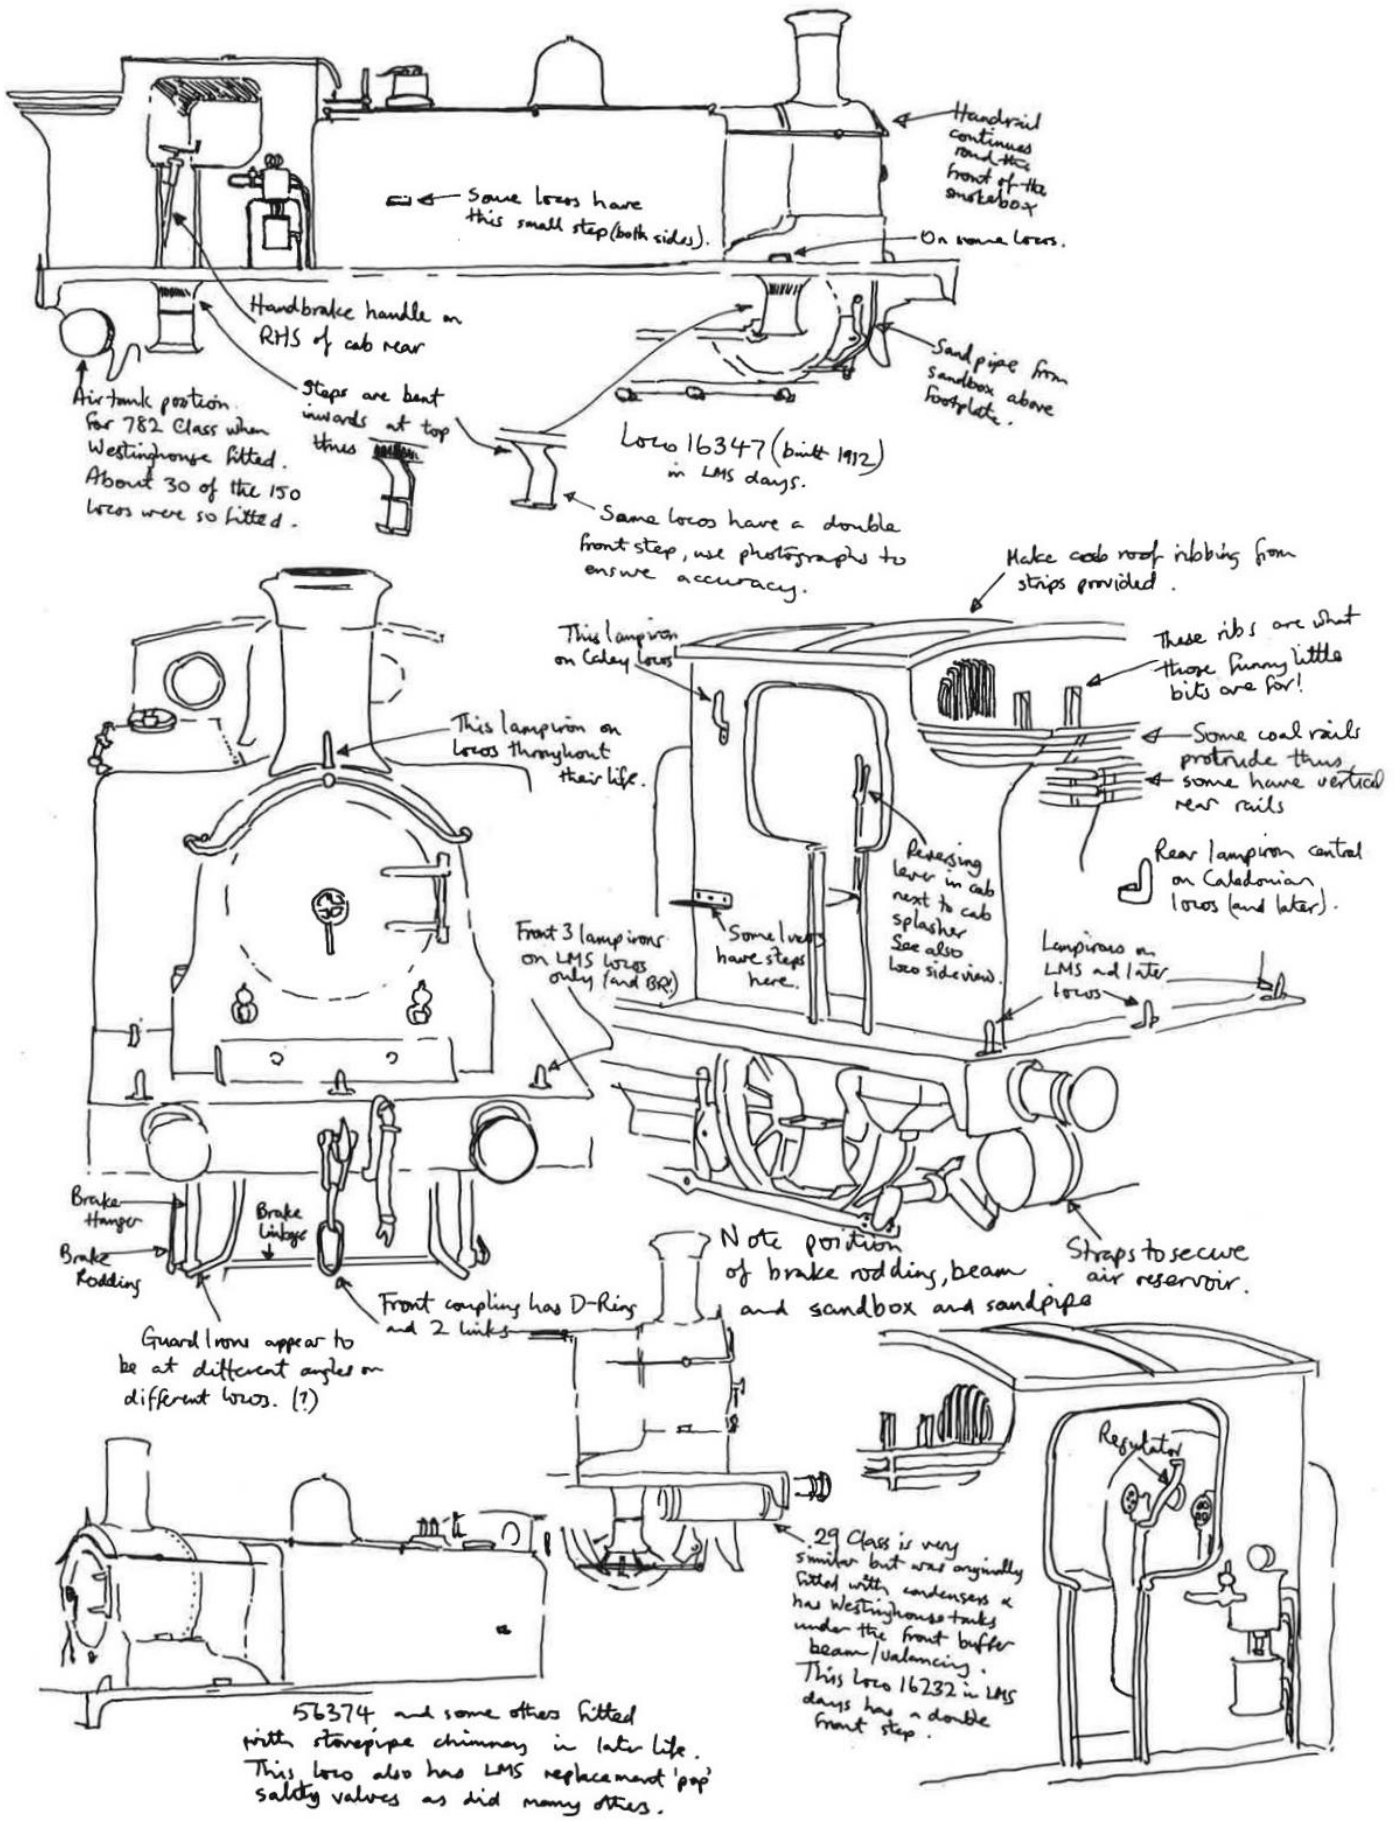 Handrail
continues
round the
front of the
smokebox
Some locos have
this small step (both sides).
On some locos.
Handbrake handle on
RHS of cab rear
Sandpipe from
sandbox above
footplate.
Airtank position
for 782 Class when
Westinghouse fitted.
About 30 of the 150
locos were so fitted.
Steps are bent
inwards at top
thus
Loco 16347 (built 1912)
in LMS days.
Some locos have a double
front step, use photographs to
ensure accuracy.
Make cab roof ribbing from
strips provided.
This lampiron
on Caley locos
These ribs are what
those funny little
bits are for!
This lampiron on
locos throughout
their life.
Some coal rails
protrude thus
some have vertical
rear rails
Reversing
lever in cab
next to cab
splasher
See also
loco sideview.
Rear lampiron central
on Caledonian
locos (and later).
Some locos
have steps
here.
Front 3 lampirons
on LMS locos
only (and BR!)
Lampirons on
LMS and later
locos
Brake
Hanger
Brake
Linkage
Brake
Rodding
Note position
of brake rodding, beam
and sandbox and sandpipe
Straps to secure
air reservoir.
Front coupling has D-Ring
and 2 links
Guard Irons appear to
be at different angles on
different locos. (?)
Regulator
29 Class is very
similar but was originally
fitted with condensers &
has Westinghouse tanks
under the front buffer
beam/valancing.
This loco 16232 in LMS
days has a double
front step.
56374 and some others fitted
with stovepipe chimney in later life.
This loco also has LMS replacement 'pop'
safety valves as did many others.